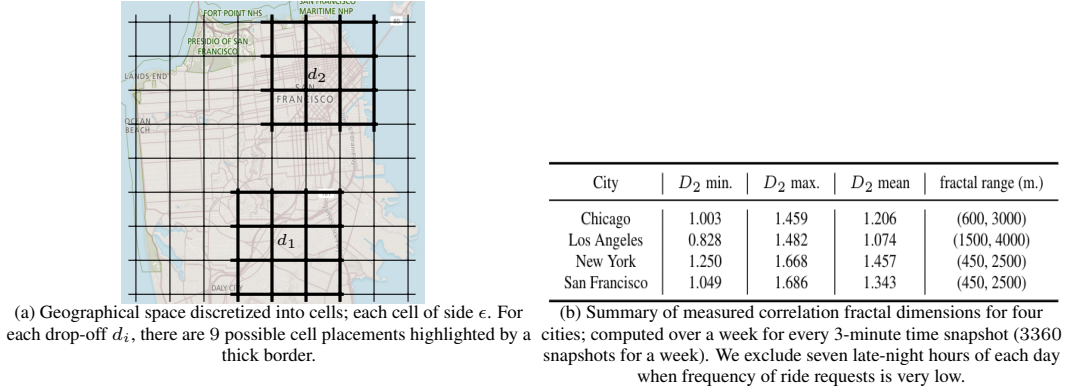 FORT POINT NHS
SAN FRANCISCO
MARITIME NHP
80
PRESIDIO OF SAN
FRANCISCO
LANDS END
d2
SAN
FRANCISCO
OCEAN
BEACH
d1
DALY CITY
(a) Geographical space discretized into cells; each cell of side ϵ. For
each drop-off di, there are 9 possible cell placements highlighted by a
thick border.
City D2 min. D2 max. D2 mean fractal range (m.)
Chicago 1.003 1.459 1.206 (600, 3000)
Los Angeles 0.828 1.482 1.074 (1500, 4000)
New York 1.250 1.668 1.457 (450, 2500)
San Francisco 1.049 1.686 1.343 (450, 2500)
(b) Summary of measured correlation fractal dimensions for four
cities; computed over a week for every 3-minute time snapshot (3360
snapshots for a week). We exclude seven late-night hours of each day
when frequency of ride requests is very low.